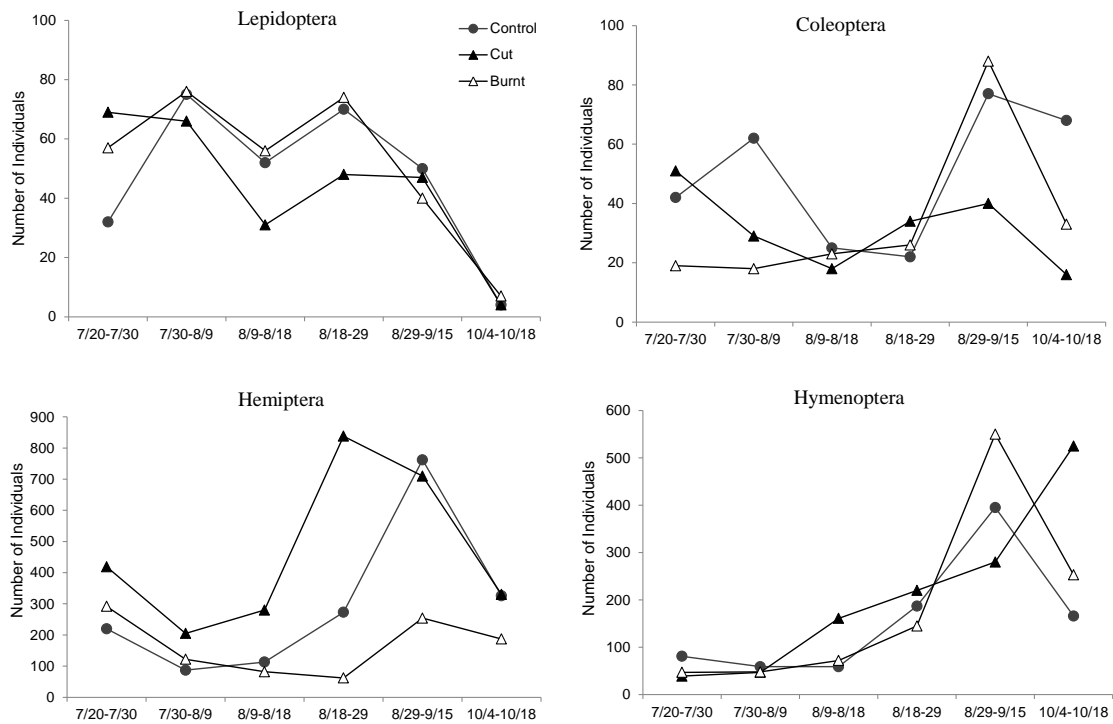 Lepidoptera
Control
Cut
Burnt
Number of Individuals
100
80
60
40
20
0
7/20-7/30 7/30-8/9 8/9-8/18 8/18-29 8/29-9/15 10/4-10/18
Coleoptera
Number of Individuals
100
80
60
40
20
0
7/20-7/30 7/30-8/9 8/9-8/18 8/18-29 8/29-9/15 10/4-10/18
Hemiptera
Number of Individuals
900
800
700
600
500
400
300
200
100
0
7/20-7/30 7/30-8/9 8/9-8/18 8/18-29 8/29-9/15 10/4-10/18
Hymenoptera
Number of Individuals
600
500
400
300
200
100
0
7/20-7/30 7/30-8/9 8/9-8/18 8/18-29 8/29-9/15 10/4-10/18